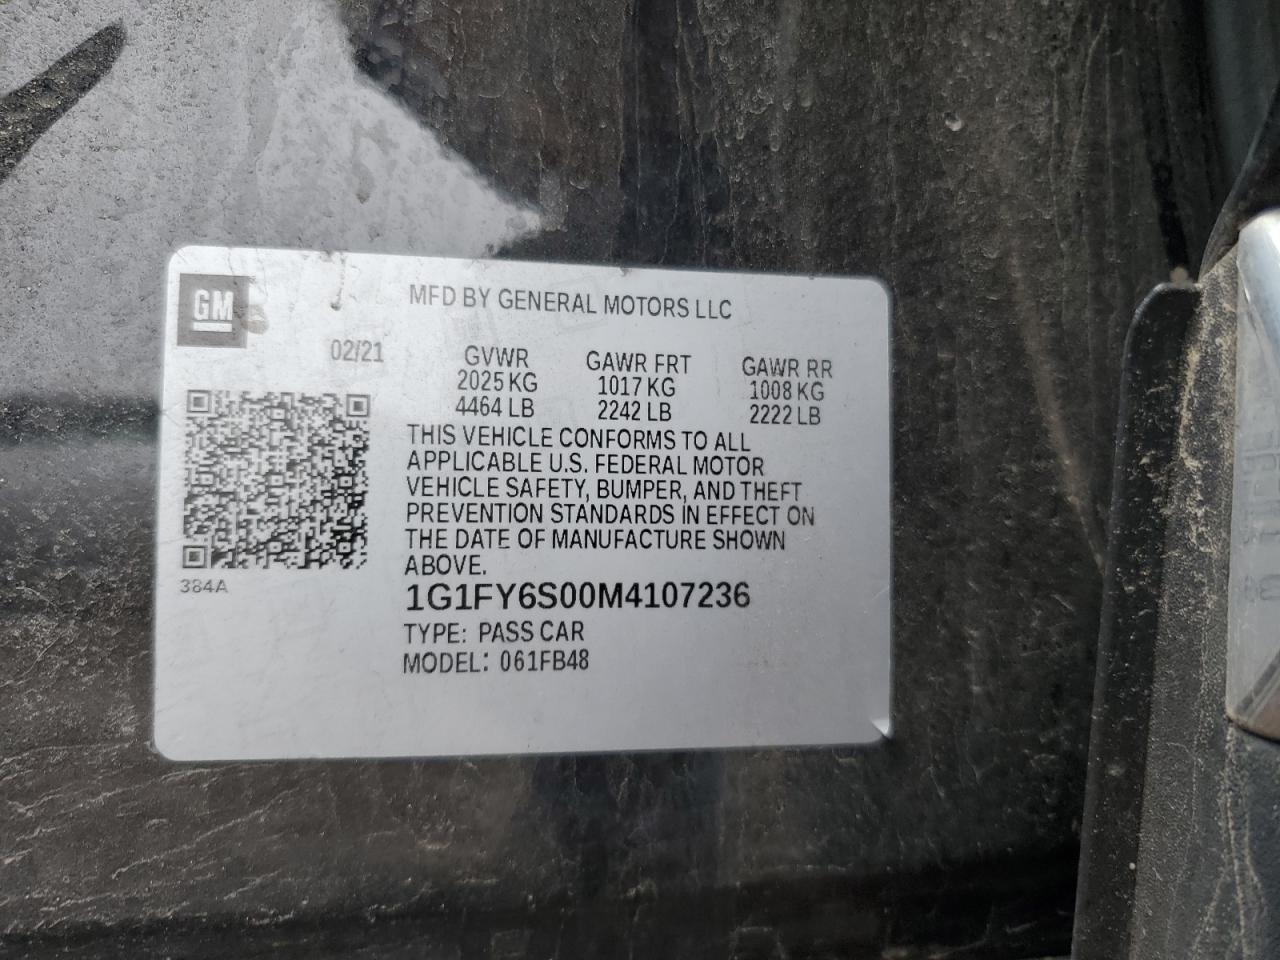 GM
MFD BY GENERAL MOTORS LLC
02/21
GVWR GAWR FRT GAWR RR
2025 KG 1017 KG 1008 KG
4464 LB 2242 LB 2222 LB
THIS VEHICLE CONFORMS TO ALL
APPLICABLE U.S. FEDERAL MOTOR
VEHICLE SAFETY, BUMPER, AND THEFT
PREVENTION STANDARDS IN EFFECT ON
THE DATE OF MANUFACTURE SHOWN
ABOVE.
384A
1G1FY6S00M4107236
TYPE: PASS CAR
MODEL: 061FB48